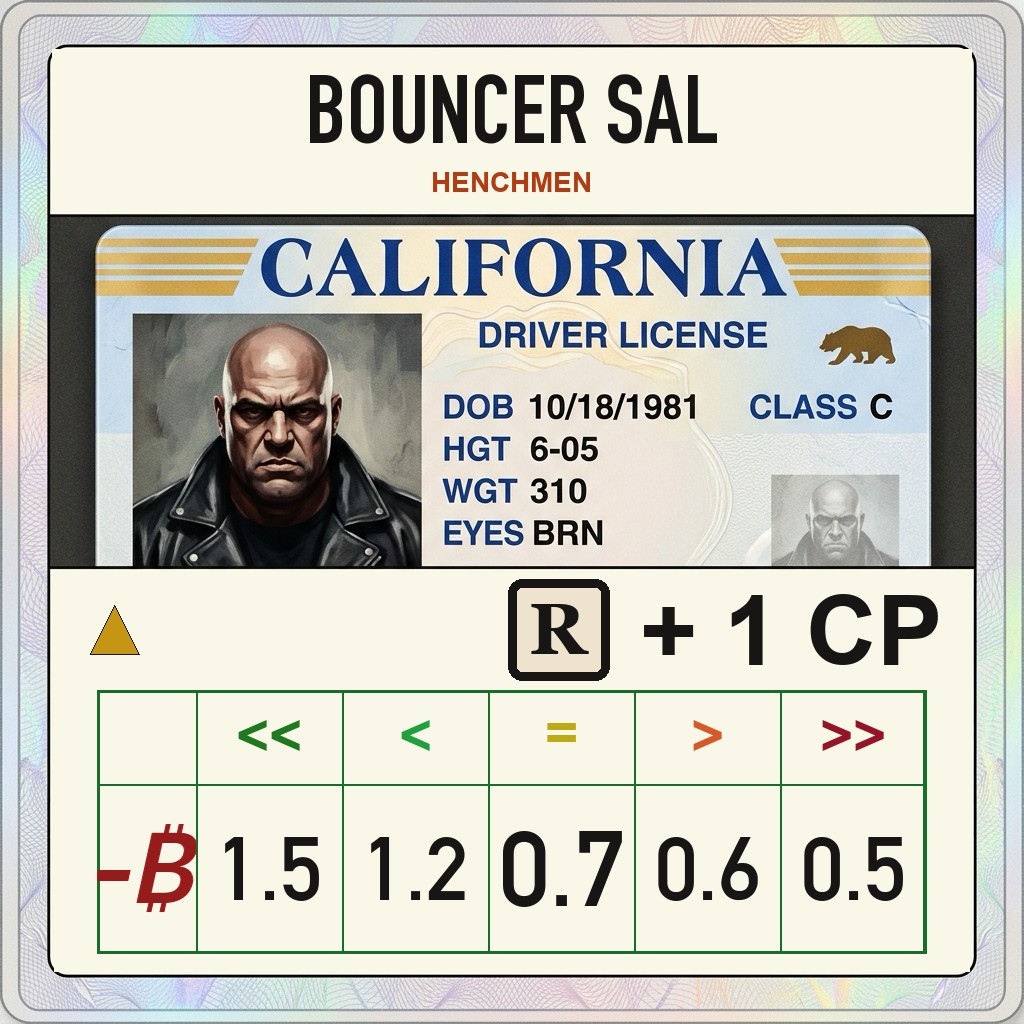 BOUNCER SAL
HENCHMEN
CALIFORNIA
DRIVER LICENSE
DOB 10/18/1981 CLASS C
HGT 6-05
WGT 310
EYES BRN
R + 1 CP
<< < = > >>
-₿ 1.5 1.2 0.7 0.6 0.5